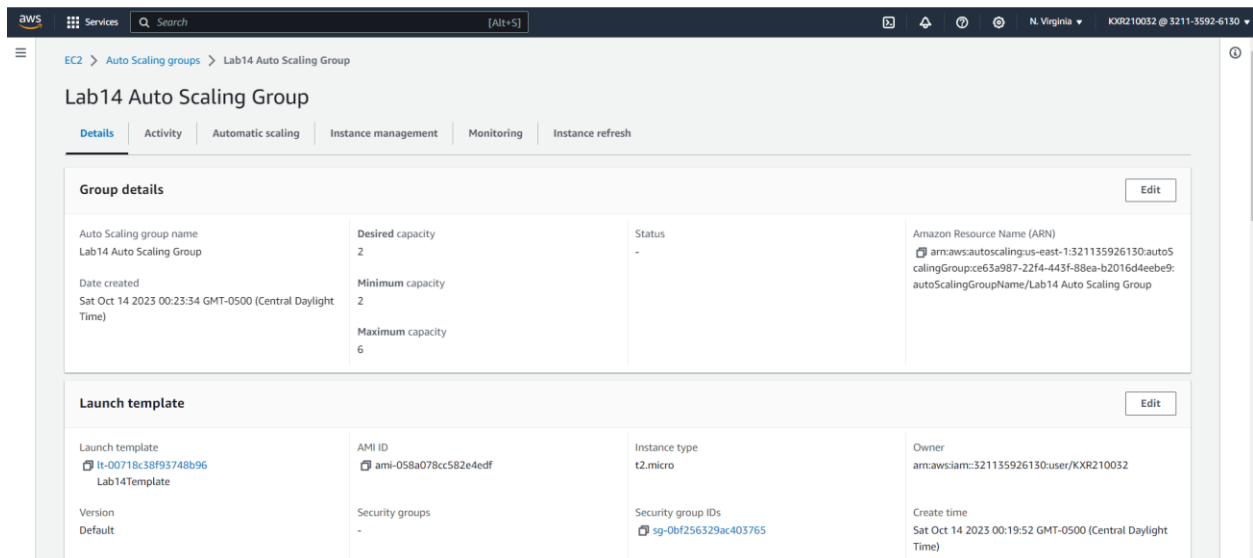 aws Services Search [Alt+S] N. Virginia KXR210032 @ 3211-3592-6130
EC2 > Auto Scaling groups > Lab14 Auto Scaling Group
Lab14 Auto Scaling Group
Details Activity Automatic scaling Instance management Monitoring Instance refresh
Group details Edit
Auto Scaling group name
Lab14 Auto Scaling Group
Date created
Sat Oct 14 2023 00:23:34 GMT-0500 (Central Daylight
Time)
Desired capacity
2
Minimum capacity
2
Maximum capacity
6
Status
-
Amazon Resource Name (ARN)
arn:aws:autoscaling:us-east-1:321135926130:autoS
calingGroup:ce63a987-22f4-443f-88ea-b2016d4eebe9:
autoScalingGroupName/Lab14 Auto Scaling Group
Launch template Edit
Launch template
lt-00718c38f93748b96
Lab14Template
Version
Default
AMI ID
ami-058a078cc582e4edf
Security groups
-
Instance type
t2.micro
Security group IDs
sg-0bf256329ac403765
Owner
arn:aws:iam::321135926130:user/KXR210032
Create time
Sat Oct 14 2023 00:19:52 GMT-0500 (Central Daylight
Time)